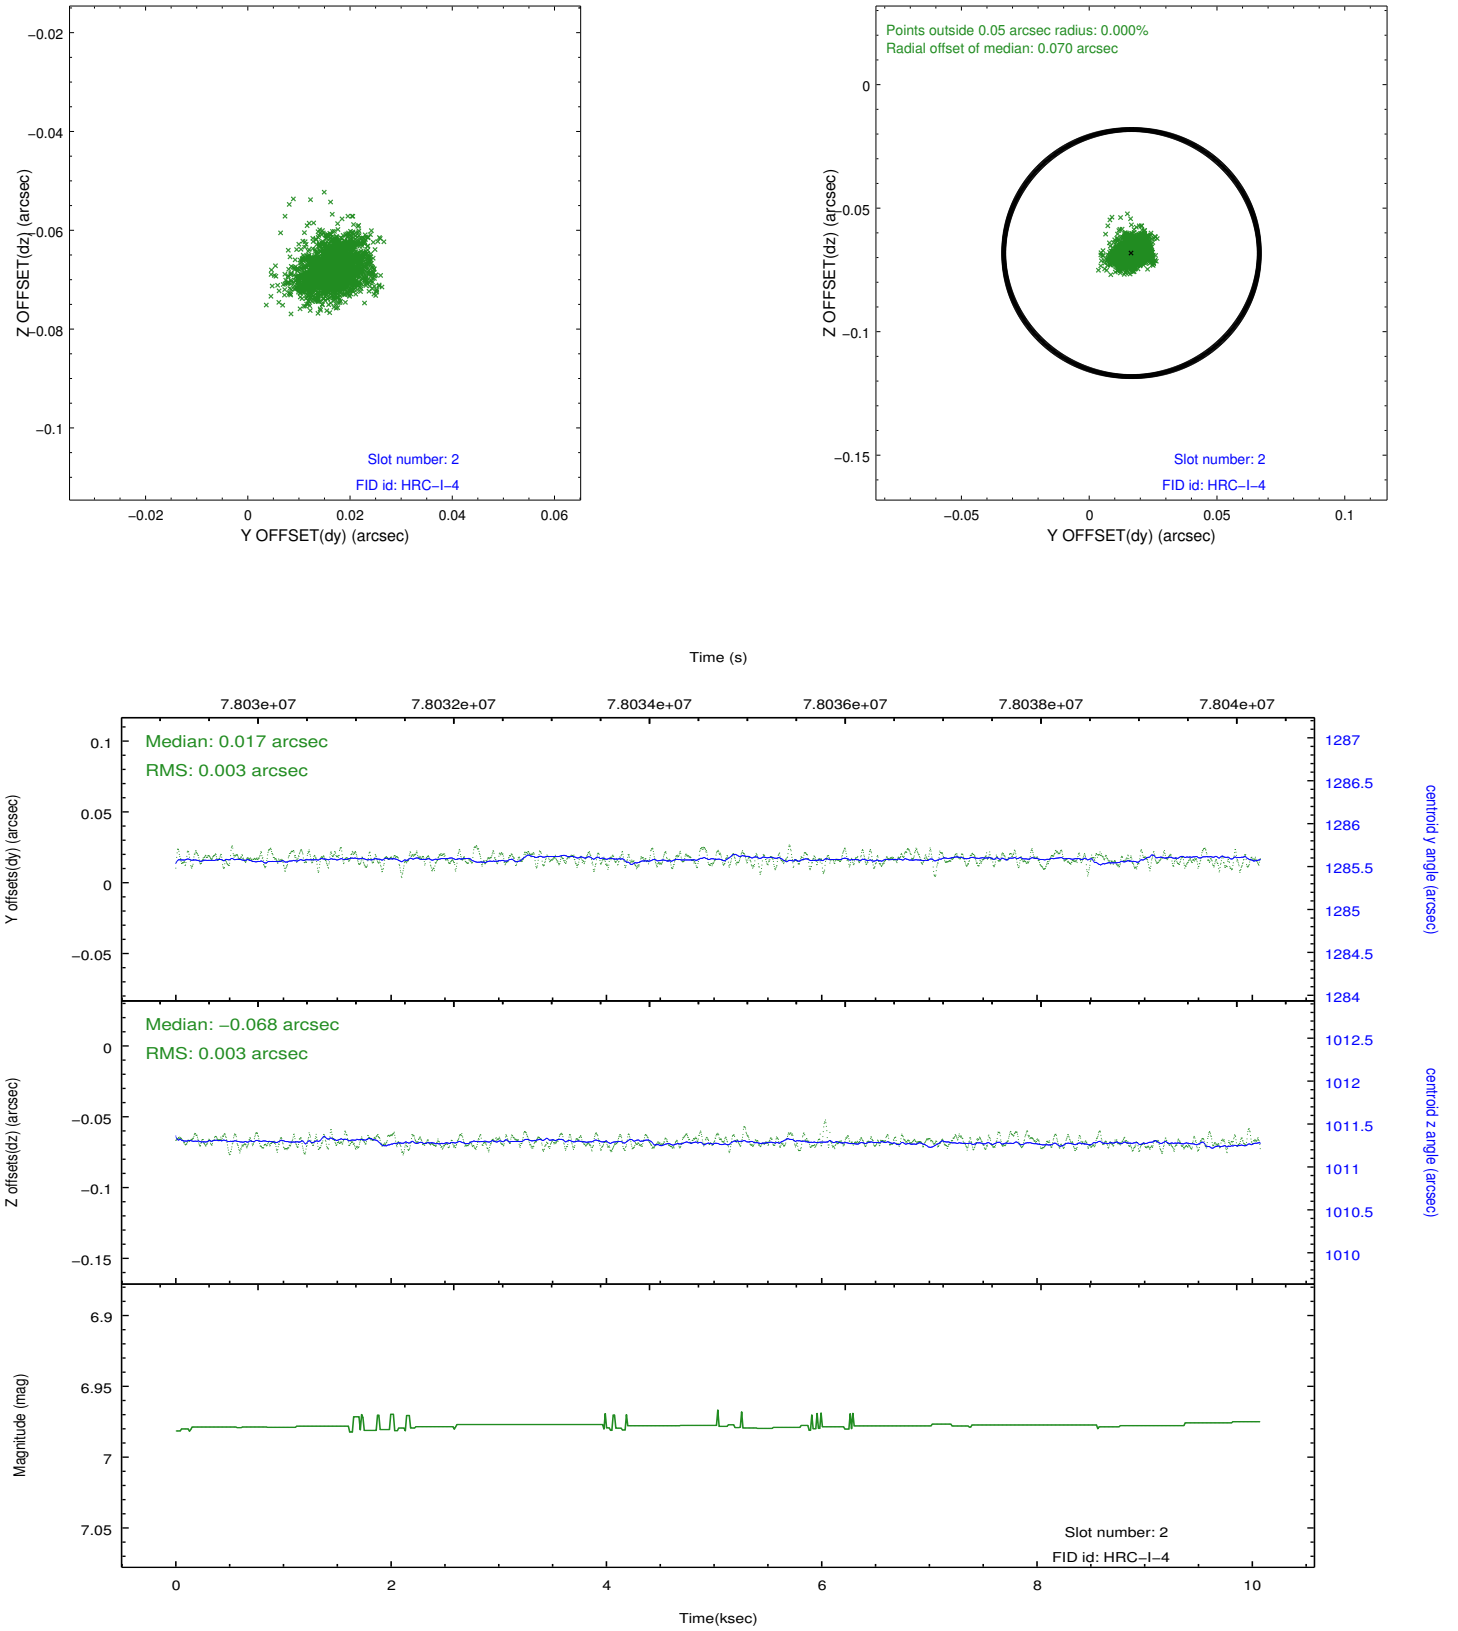 −0.02
−0.04
−0.06
−0.08
−0.1
Z OFFSET(dz) (arcsec)
Slot number: 2
FID id: HRC−I−4
−0.02 0 0.02 0.04 0.06
Y OFFSET(dy) (arcsec)
Points outside 0.05 arcsec radius: 0.000%
Radial offset of median: 0.070 arcsec
0
−0.05
−0.1
−0.15
Z OFFSET(dz) (arcsec)
Slot number: 2
FID id: HRC−I−4
−0.05 0 0.05 0.1
Y OFFSET(dy) (arcsec)
Time (s)
7.803e+07 7.8032e+07 7.8034e+07 7.8036e+07 7.8038e+07 7.804e+07
Median: 0.017 arcsec
RMS: 0.003 arcsec
0.1
0.05
0
−0.05
Y offsets(dy) (arcsec)
1287
1286.5
1286
1285.5
1285
1284.5
1284
centroid y angle (arcsec)
Median: −0.068 arcsec
RMS: 0.003 arcsec
0
−0.05
−0.1
−0.15
Z offsets(dz) (arcsec)
1012.5
1012
1011.5
1011
1010.5
1010
centroid z angle (arcsec)
6.9
6.95
7
7.05
Magnitude (mag)
Slot number: 2
FID id: HRC−I−4
0 2 4 6 8 10
Time(ksec)